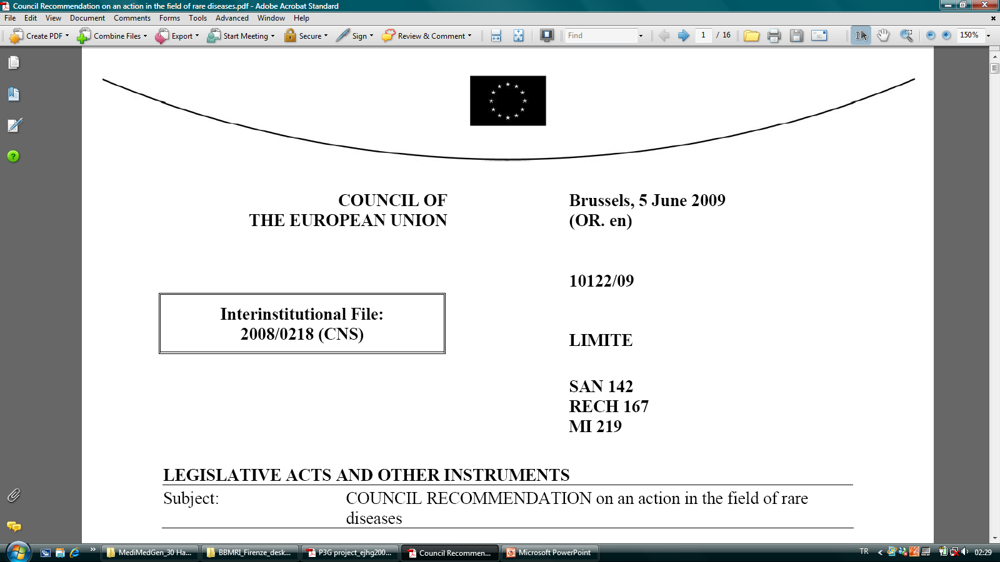 Council Recommendation on an action in the field of rare diseases.pdf - Adobe Acrobat Standard
File Edit View Document Comments Forms Tools Advanced Window Help
Create PDF Combine Files Export Start Meeting Secure Sign Review & Comment Find 1 / 16 150%
COUNCIL OF
THE EUROPEAN UNION
Brussels, 5 June 2009
(OR. en)
10122/09
Interinstitutional File:
2008/0218 (CNS)
LIMITE
SAN 142
RECH 167
MI 219
LEGISLATIVE ACTS AND OTHER INSTRUMENTS
Subject: COUNCIL RECOMMENDATION on an action in the field of rare
diseases
MediMedGen_30 Ha... BBMRI_Firenze_desk... P3G project_ejhg200... Council Recommen... Microsoft PowerPoint TR 02:29